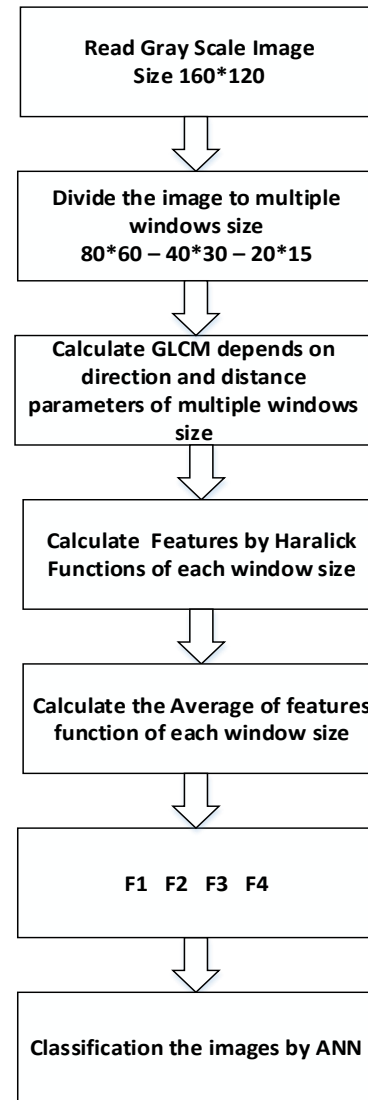 Read Gray Scale Image
Size 160*120
Divide the image to multiple
windows size
80*60 – 40*30 – 20*15
Calculate GLCM depends on
direction and distance
parameters of multiple windows
size
Calculate  Features by Haralick
Functions of each window size
Calculate the Average of features
function of each window size
F1   F2   F3   F4
Classification the images by ANN